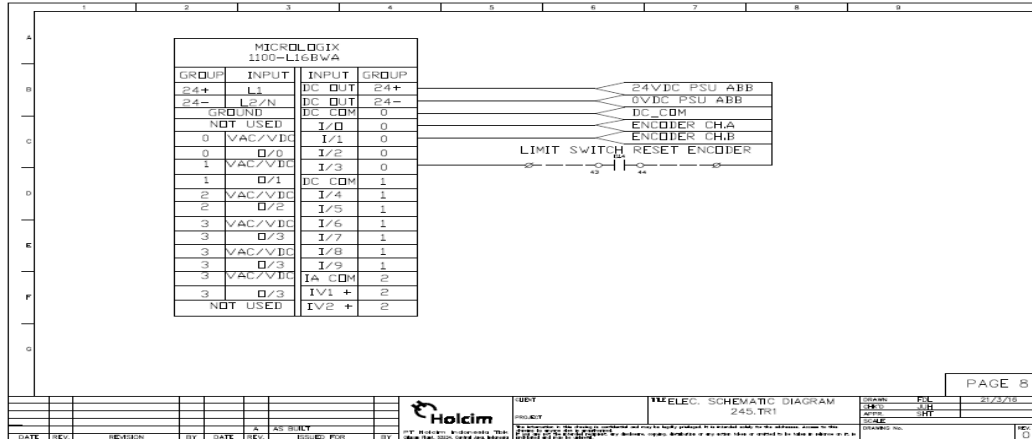 1 2 3 4 5 6 7 8 9
A
B
C
D
E
F
G
MICROLOGIX
1100-L16BWA
GROUP INPUT INPUT GROUP
24+ L1 DC OUT 24+
24- L2/N DC OUT 24-
GROUND DC COM 0
NOT USED I/0 0
0 VAC/VDC I/1 0
0 O/0 I/2 0
1 VAC/VDC I/3 0
1 O/1 DC COM 1
2 VAC/VDC I/4 1
2 O/2 I/5 1
3 VAC/VDC I/6 1
3 O/3 I/7 1
3 VAC/VDC I/8 1
3 O/3 I/9 1
3 VAC/VDC IA COM 2
3 O/3 IV1 + 2
NOT USED IV2 + 2
24VDC PSU ABB
0VDC PSU ABB
DC_COM
ENCODER CH.A
ENCODER CH.B
LIMIT SWITCH RESET ENCODER
43 44
PAGE 8
A AS BUILT
DATE REV. REVISION BY DATE REV. ISSUED FOR BY
Holcim
PT Holcim Indonesia Tbk
CLIENT
PROJECT
TITLE ELEC. SCHEMATIC DIAGRAM
245.TR1
DRAWN FDL 21/3/16
CHK'D JJH
APPR. SHT
SCALE
DRAWING No. REV.
0